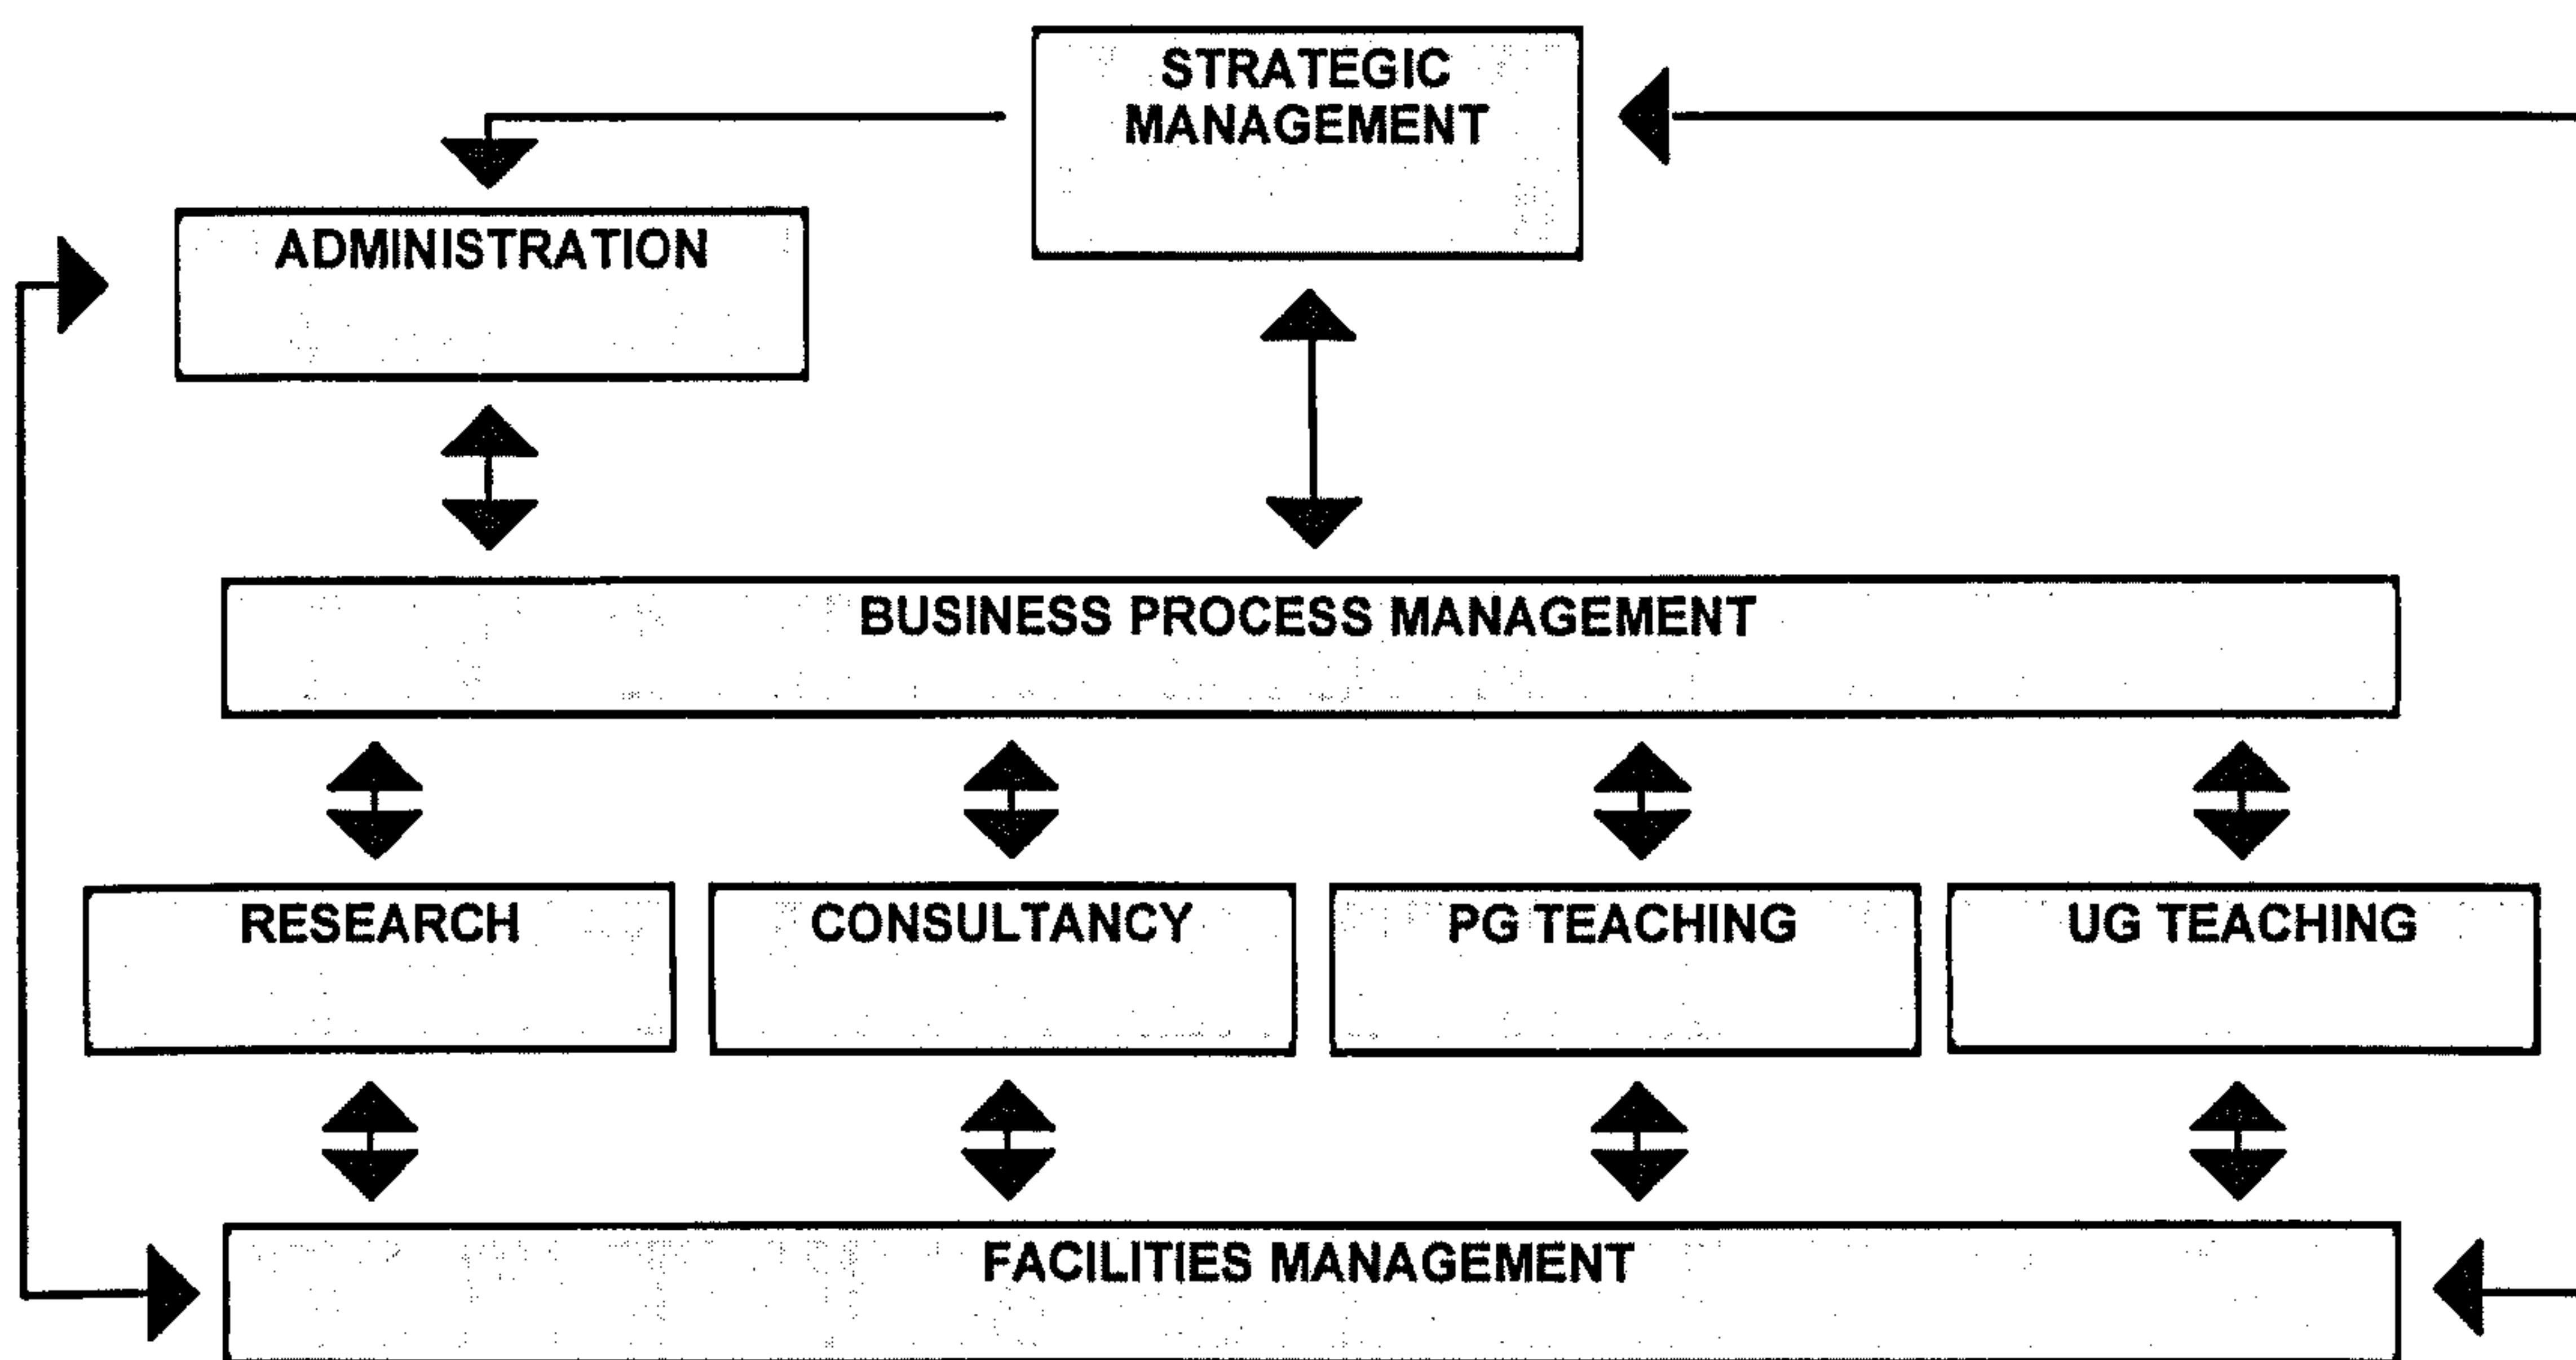 STRATEGIC
MANAGEMENT
ADMINISTRATION
BUSINESS PROCESS MANAGEMENT
RESEARCH
CONSULTANCY
PG TEACHING
UG TEACHING
FACILITIES MANAGEMENT